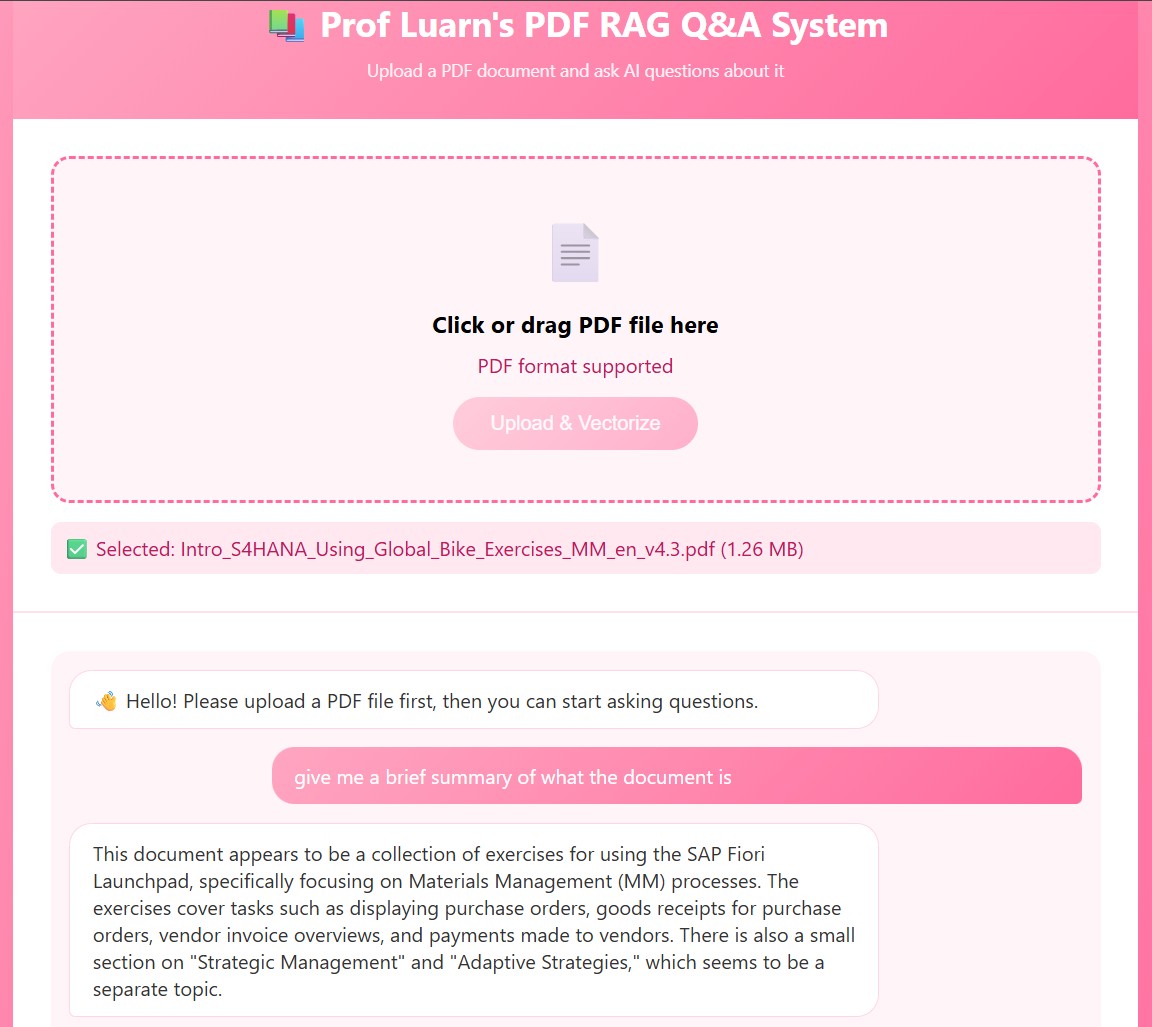 Prof Luarn's PDF RAG Q&A System
Upload a PDF document and ask AI questions about it
Click or drag PDF file here
PDF format supported
Upload & Vectorize
Selected: Intro_S4HANA_Using_Global_Bike_Exercises_MM_en_v4.3.pdf (1.26 MB)
Hello! Please upload a PDF file first, then you can start asking questions.
give me a brief summary of what the document is
This document appears to be a collection of exercises for using the SAP Fiori
Launchpad, specifically focusing on Materials Management (MM) processes. The
exercises cover tasks such as displaying purchase orders, goods receipts for purchase
orders, vendor invoice overviews, and payments made to vendors. There is also a small
section on "Strategic Management" and "Adaptive Strategies," which seems to be a
separate topic.